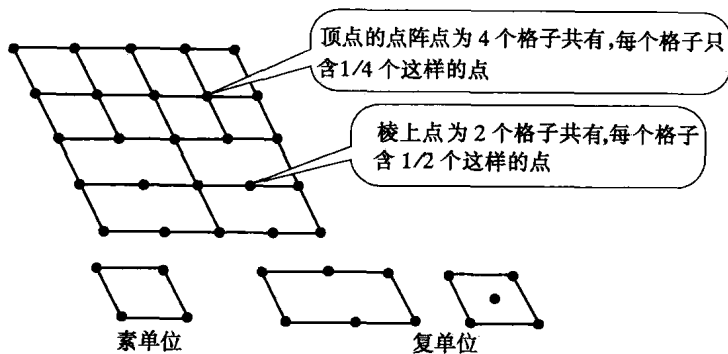 顶点的点阵点为4个格子共有,每个格子只
含1/4个这样的点
棱上点为2个格子共有,每个格子
含1/2个这样的点
素单位
复单位